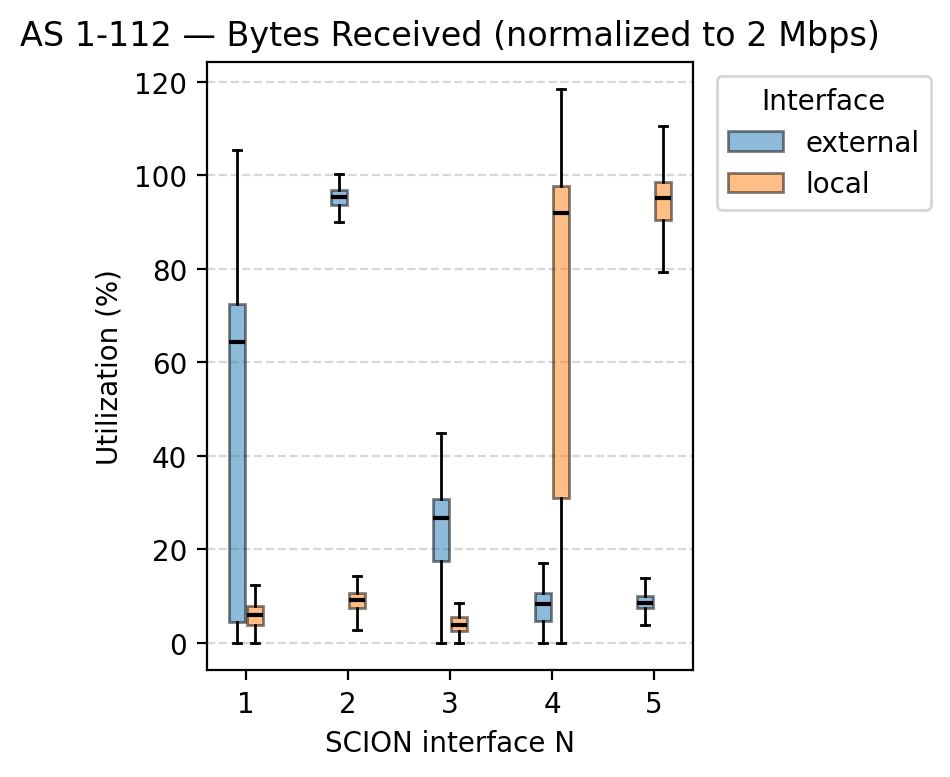 AS 1-112 — Bytes Received (normalized to 2 Mbps)
120
100
80
60
40
20
0
Utilization (%)
1 2 3 4 5
SCION interface N
Interface
external
local